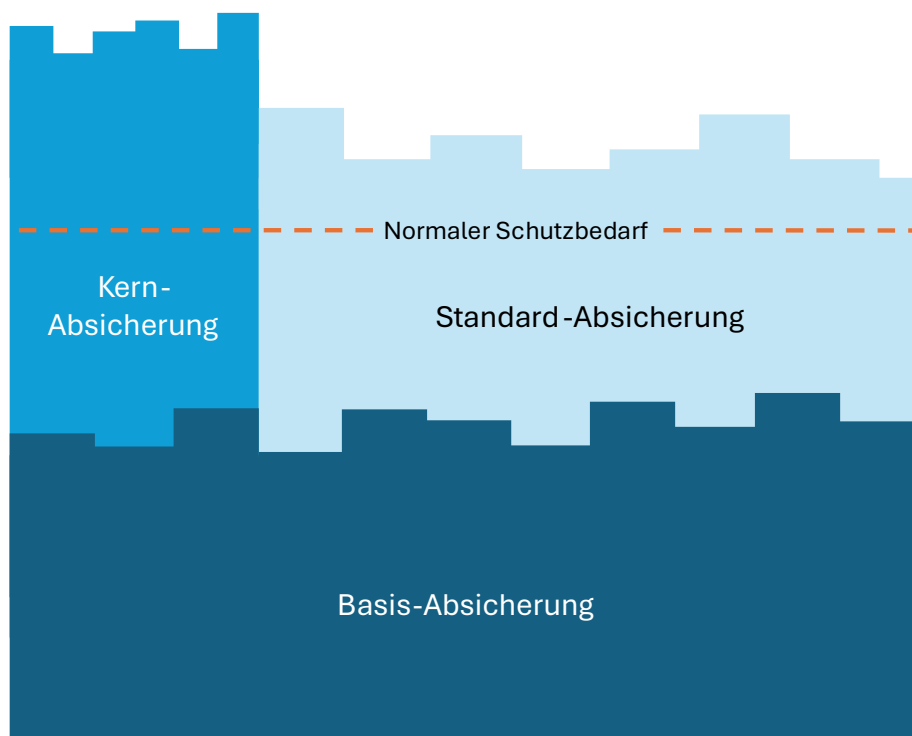 Normaler Schutzbedarf
Kern-
Absicherung
Standard-Absicherung
Basis-Absicherung